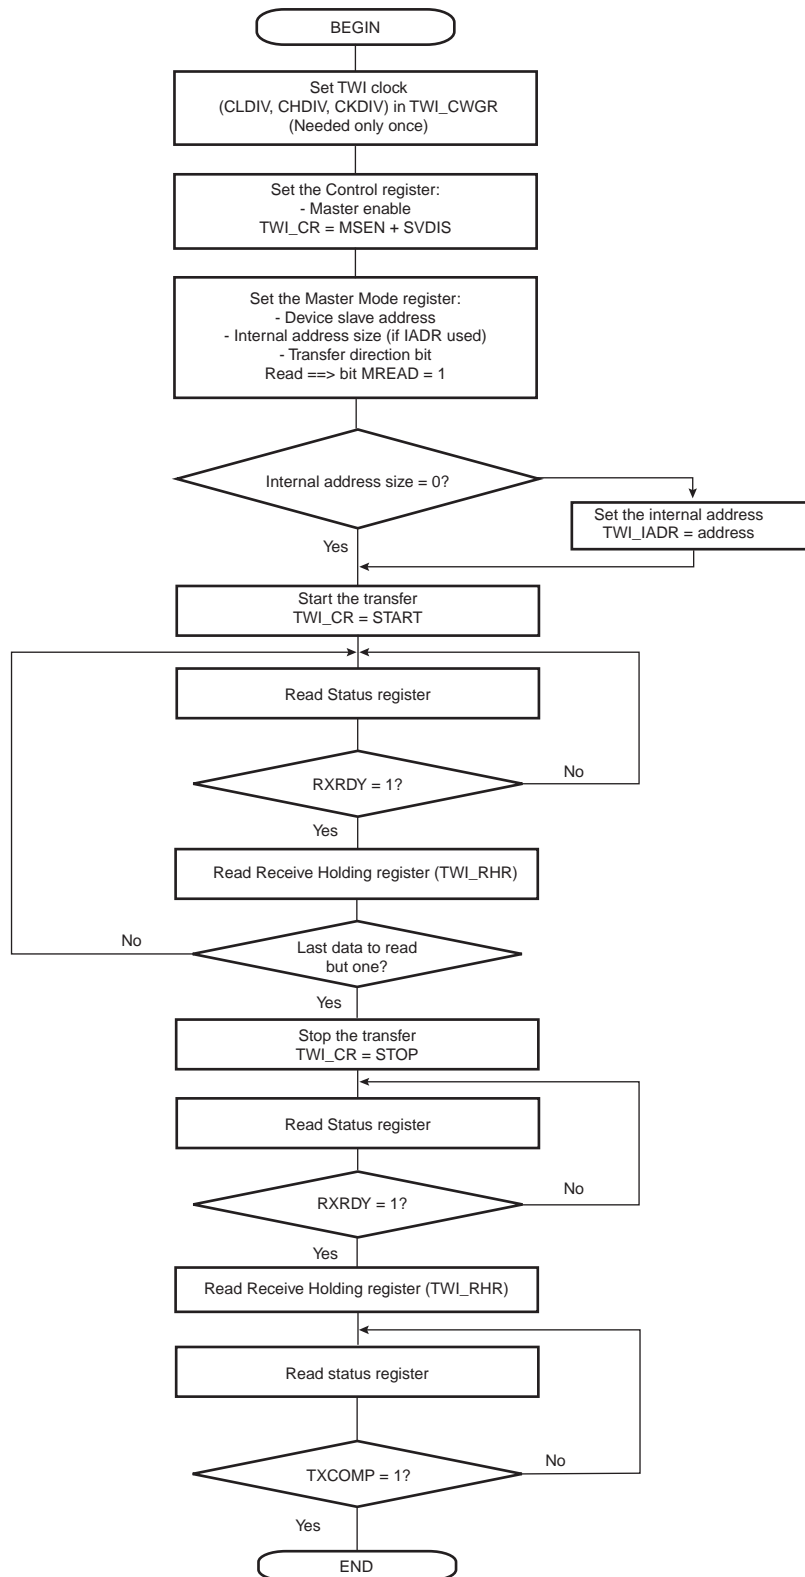 BEGIN
Set TWI clock
(CLDIV, CHDIV, CKDIV) in TWI_CWGR
(Needed only once)
Set the Control register:
- Master enable
TWI_CR = MSEN + SVDIS
Set the Master Mode register:
- Device slave address
- Internal address size (if IADR used)
- Transfer direction bit
Read ==> bit MREAD = 1
Internal address size = 0?
Set the internal address
TWI_IADR = address
Yes
Start the transfer
TWI_CR = START
Read Status register
RXRDY = 1?
No
Yes
Read Receive Holding register (TWI_RHR)
No
Last data to read
but one?
Yes
Stop the transfer
TWI_CR = STOP
Read Status register
RXRDY = 1?
No
Yes
Read Receive Holding register (TWI_RHR)
Read status register
TXCOMP = 1?
No
Yes
END